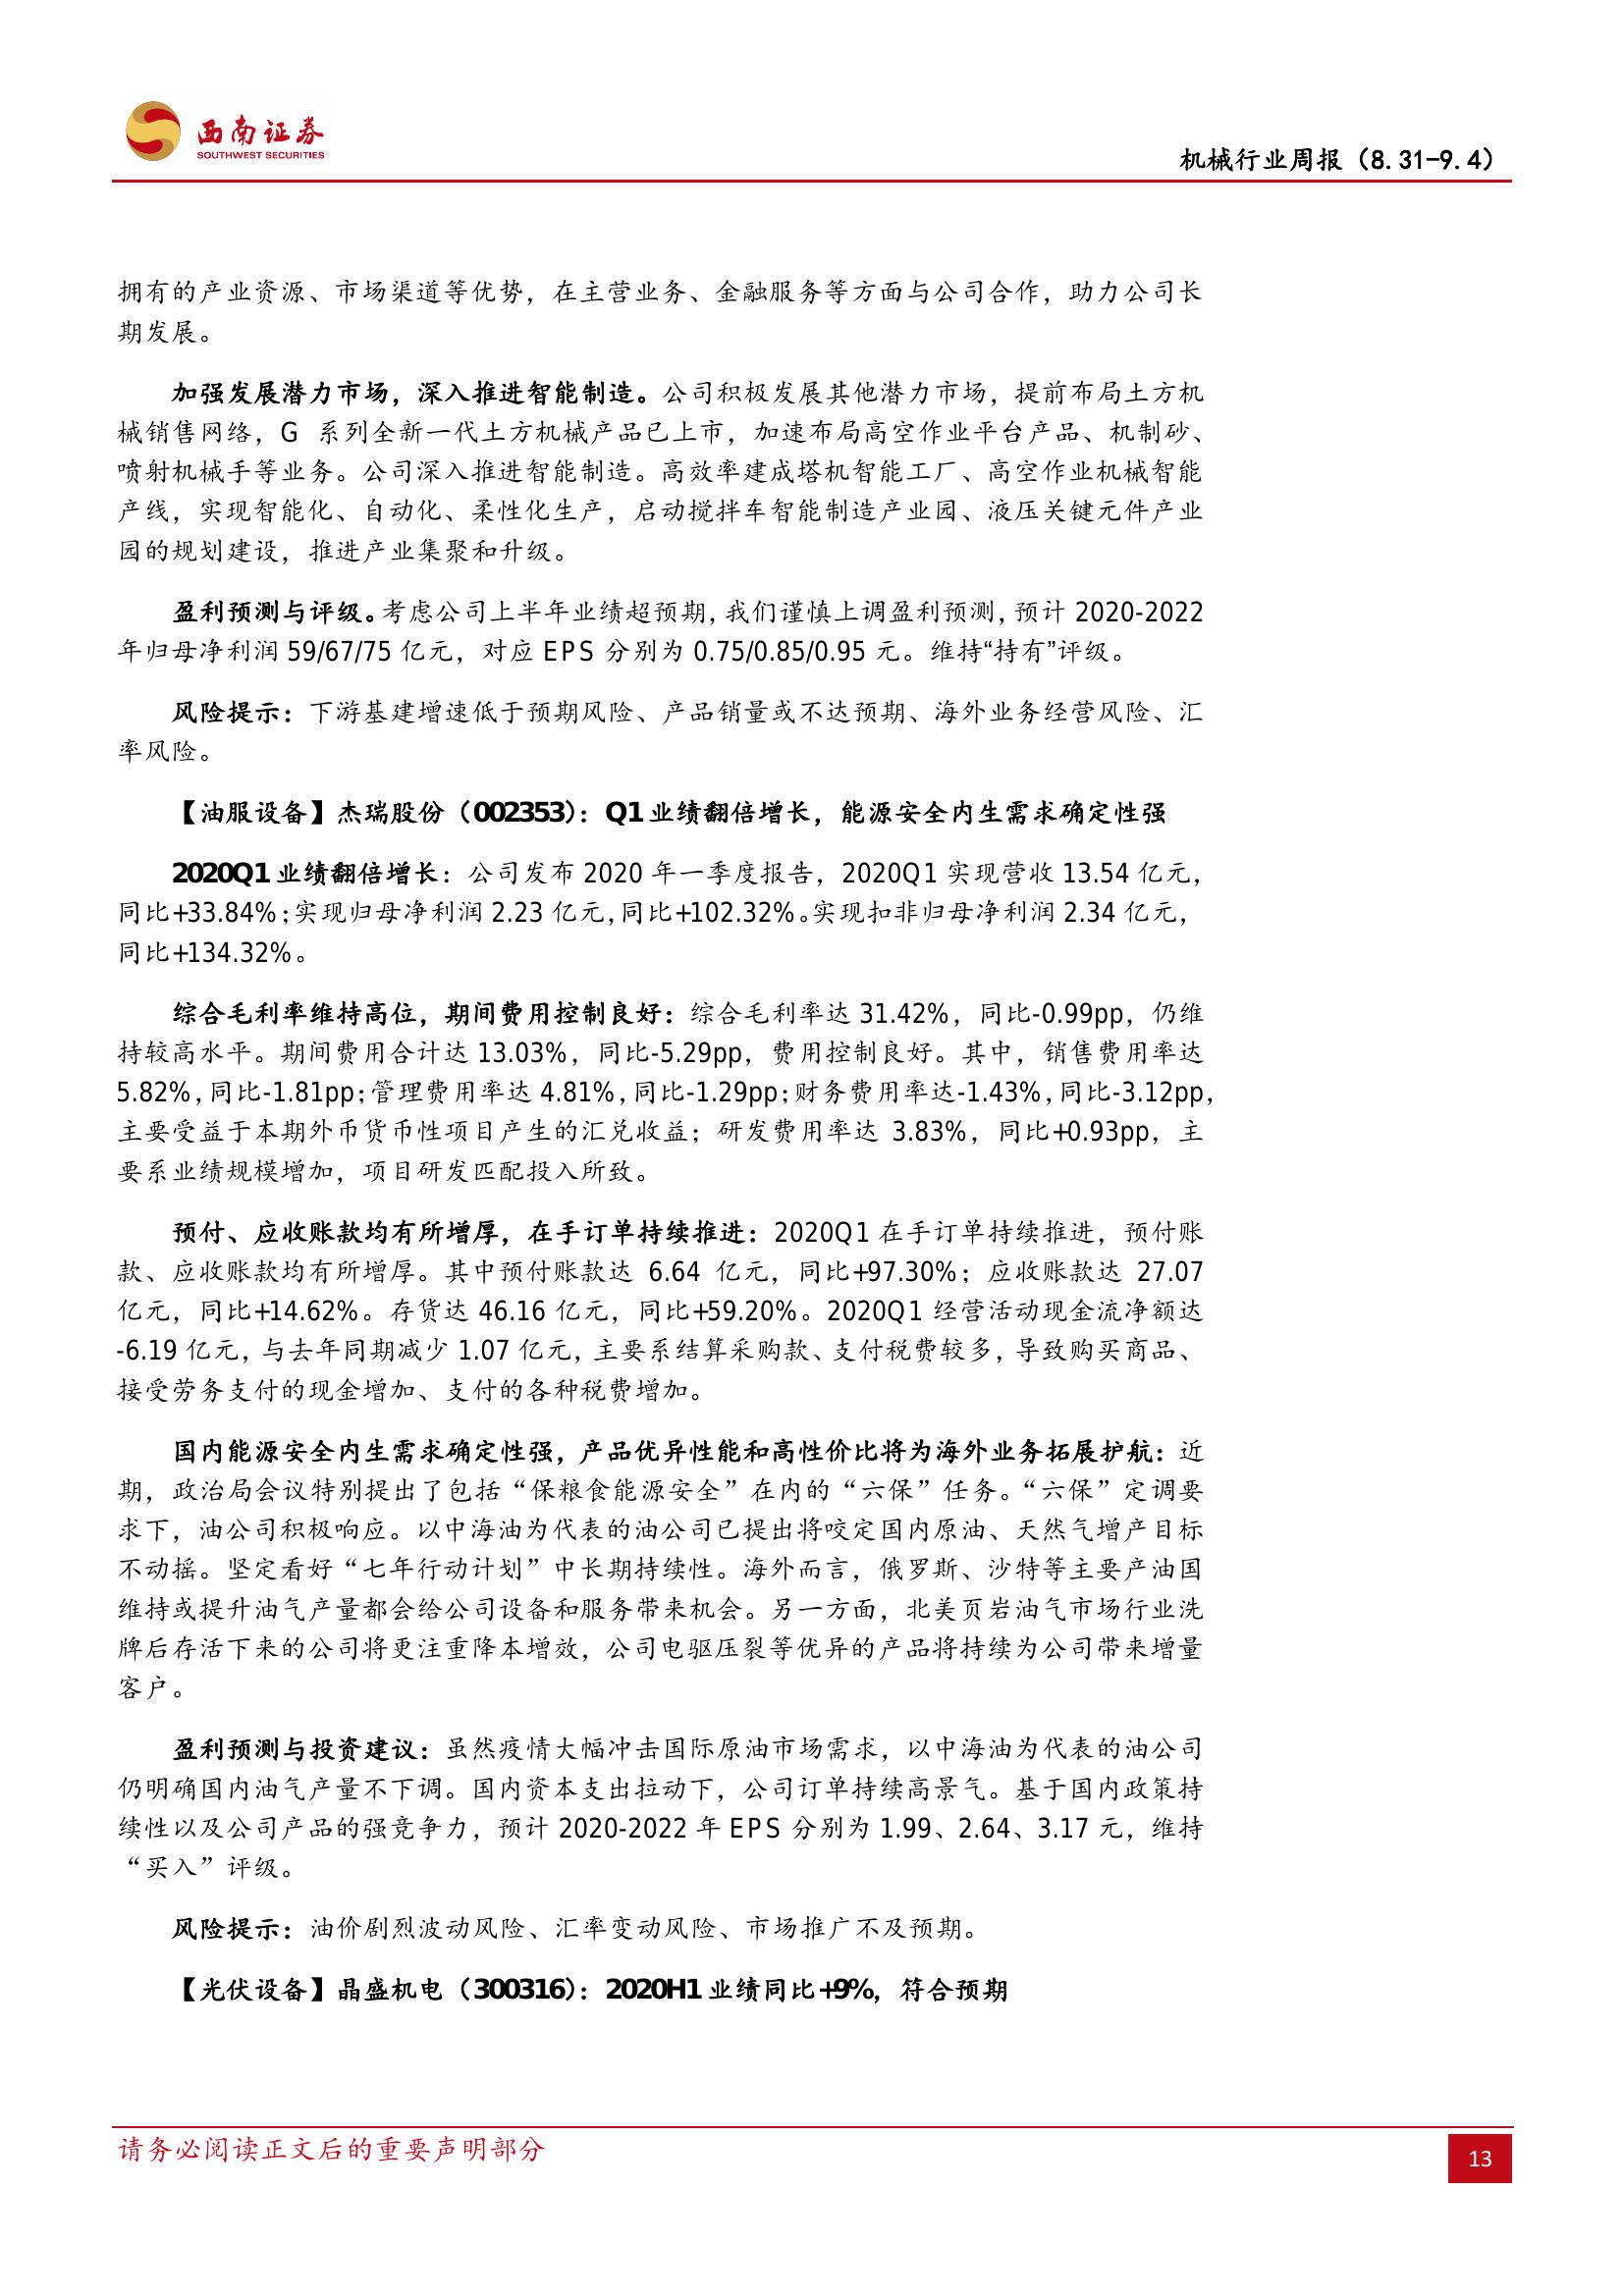 西南证券
SOUTHWEST SECURITIES
机械行业周报（8.31-9.4）
拥有的产业资源、市场渠道等优势，在主营业务、金融服务等方面与公司合作，助力公司长
期发展。
加强发展潜力市场，深入推进智能制造。公司积极发展其他潜力市场，提前布局土方机
械销售网络，G 系列全新一代土方机械产品已上市，加速布局高空作业平台产品、机制砂、
喷射机械手等业务。公司深入推进智能制造。高效率建成塔机智能工厂、高空作业机械智能
产线，实现智能化、自动化、柔性化生产，启动搅拌车智能制造产业园、液压关键元件产业
园的规划建设，推进产业集聚和升级。
盈利预测与评级。考虑公司上半年业绩超预期，我们谨慎上调盈利预测，预计 2020-2022
年归母净利润 59/67/75 亿元，对应 EPS 分别为 0.75/0.85/0.95 元。维持“持有”评级。
风险提示：下游基建增速低于预期风险、产品销量或不达预期、海外业务经营风险、汇
率风险。
【油服设备】杰瑞股份（002353）：Q1 业绩翻倍增长，能源安全内生需求确定性强
2020Q1 业绩翻倍增长：公司发布 2020 年一季度报告，2020Q1 实现营收 13.54 亿元，
同比+33.84%；实现归母净利润 2.23 亿元，同比+102.32%。实现扣非归母净利润 2.34 亿元，
同比+134.32%。
综合毛利率维持高位，期间费用控制良好：综合毛利率达 31.42%，同比-0.99pp，仍维
持较高水平。期间费用合计达 13.03%，同比-5.29pp，费用控制良好。其中，销售费用率达
5.82%，同比-1.81pp；管理费用率达 4.81%，同比-1.29pp；财务费用率达-1.43%，同比-3.12pp，
主要受益于本期外币货币性项目产生的汇兑收益；研发费用率达 3.83%，同比+0.93pp，主
要系业绩规模增加，项目研发匹配投入所致。
预付、应收账款均有所增厚，在手订单持续推进：2020Q1 在手订单持续推进，预付账
款、应收账款均有所增厚。其中预付账款达 6.64 亿元，同比+97.30%；应收账款达 27.07
亿元，同比+14.62%。存货达 46.16 亿元，同比+59.20%。2020Q1 经营活动现金流净额达
-6.19 亿元，与去年同期减少 1.07 亿元，主要系结算采购款、支付税费较多，导致购买商品、
接受劳务支付的现金增加、支付的各种税费增加。
国内能源安全内生需求确定性强，产品优异性能和高性价比将为海外业务拓展护航：近
期，政治局会议特别提出了包括“保粮食能源安全”在内的“六保”任务。“六保”定调要
求下，油公司积极响应。以中海油为代表的油公司已提出将咬定国内原油、天然气增产目标
不动摇。坚定看好“七年行动计划”中长期持续性。海外而言，俄罗斯、沙特等主要产油国
维持或提升油气产量都会给公司设备和服务带来机会。另一方面，北美页岩油气市场行业洗
牌后存活下来的公司将更注重降本增效，公司电驱压裂等优异的产品将持续为公司带来增量
客户。
盈利预测与投资建议：虽然疫情大幅冲击国际原油市场需求，以中海油为代表的油公司
仍明确国内油气产量不下调。国内资本支出拉动下，公司订单持续高景气。基于国内政策持
续性以及公司产品的强竞争力，预计 2020-2022 年 EPS 分别为 1.99、2.64、3.17 元，维持
“买入”评级。
风险提示：油价剧烈波动风险、汇率变动风险、市场推广不及预期。
【光伏设备】晶盛机电（300316）：2020H1 业绩同比+9%，符合预期
请务必阅读正文后的重要声明部分
13